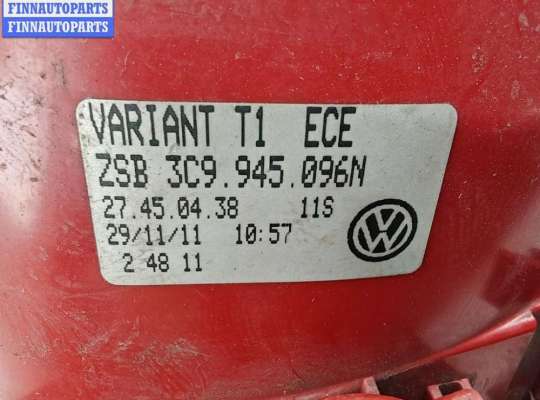 FINNAUTOPARTS
FINNAUTOPARTS
VARIANT T1 ECE
ZSB 3C9.945.096N
27.45.04.38 11S
29/11/11 10:57
2 48 11